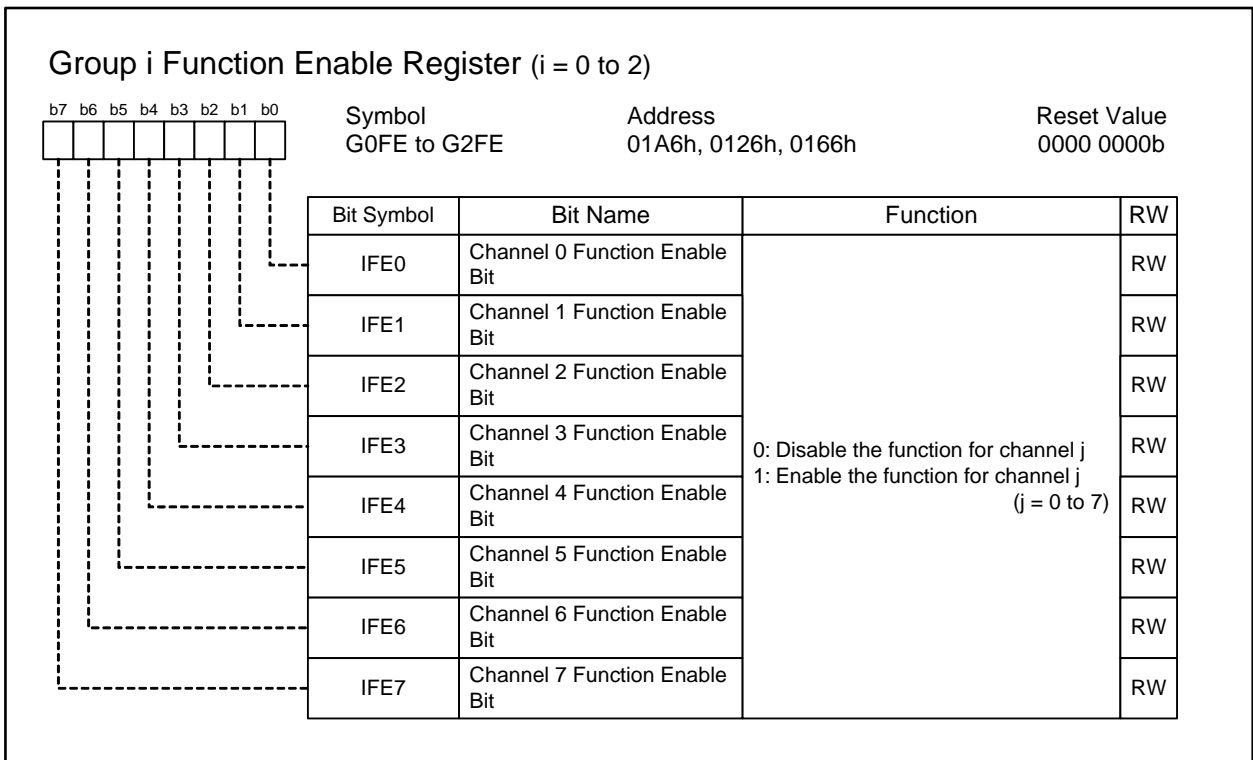 Group i Function Enable Register (i = 0 to 2)
b7 b6 b5 b4 b3 b2 b1 b0
Symbol Address Reset Value
G0FE to G2FE 01A6h, 0126h, 0166h 0000 0000b
Bit Symbol Bit Name Function RW
IFE0 Channel 0 Function Enable Bit RW
IFE1 Channel 1 Function Enable Bit RW
IFE2 Channel 2 Function Enable Bit RW
IFE3 Channel 3 Function Enable Bit RW
0: Disable the function for channel j
1: Enable the function for channel j
(j = 0 to 7)
IFE4 Channel 4 Function Enable Bit RW
IFE5 Channel 5 Function Enable Bit RW
IFE6 Channel 6 Function Enable Bit RW
IFE7 Channel 7 Function Enable Bit RW